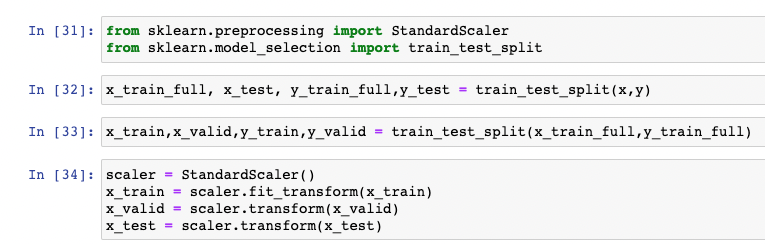 In [31]: from sklearn.preprocessing import StandardScaler
from sklearn.model_selection import train_test_split
In [32]: x_train_full, x_test, y_train_full,y_test = train_test_split(x,y)
In [33]: x_train,x_valid,y_train,y_valid = train_test_split(x_train_full,y_train_full)
In [34]: scaler = StandardScaler()
x_train = scaler.fit_transform(x_train)
x_valid = scaler.transform(x_valid)
x_test = scaler.transform(x_test)